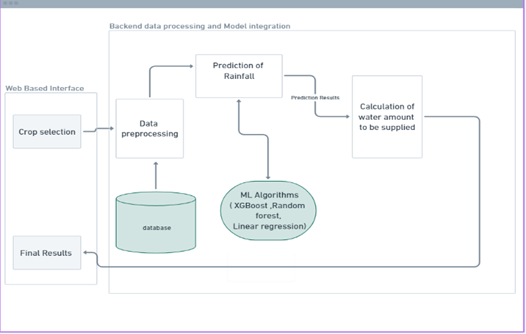 Backend data processing and Model integration
Prediction of
Rainfall
Prediction Results
Web Based Interface
Crop selection
Data
preprocessing
Calculation of
water amount
to be supplied
ML Algorithms
( XGBoost ,Random
forest,
Linear regression)
database
Final Results